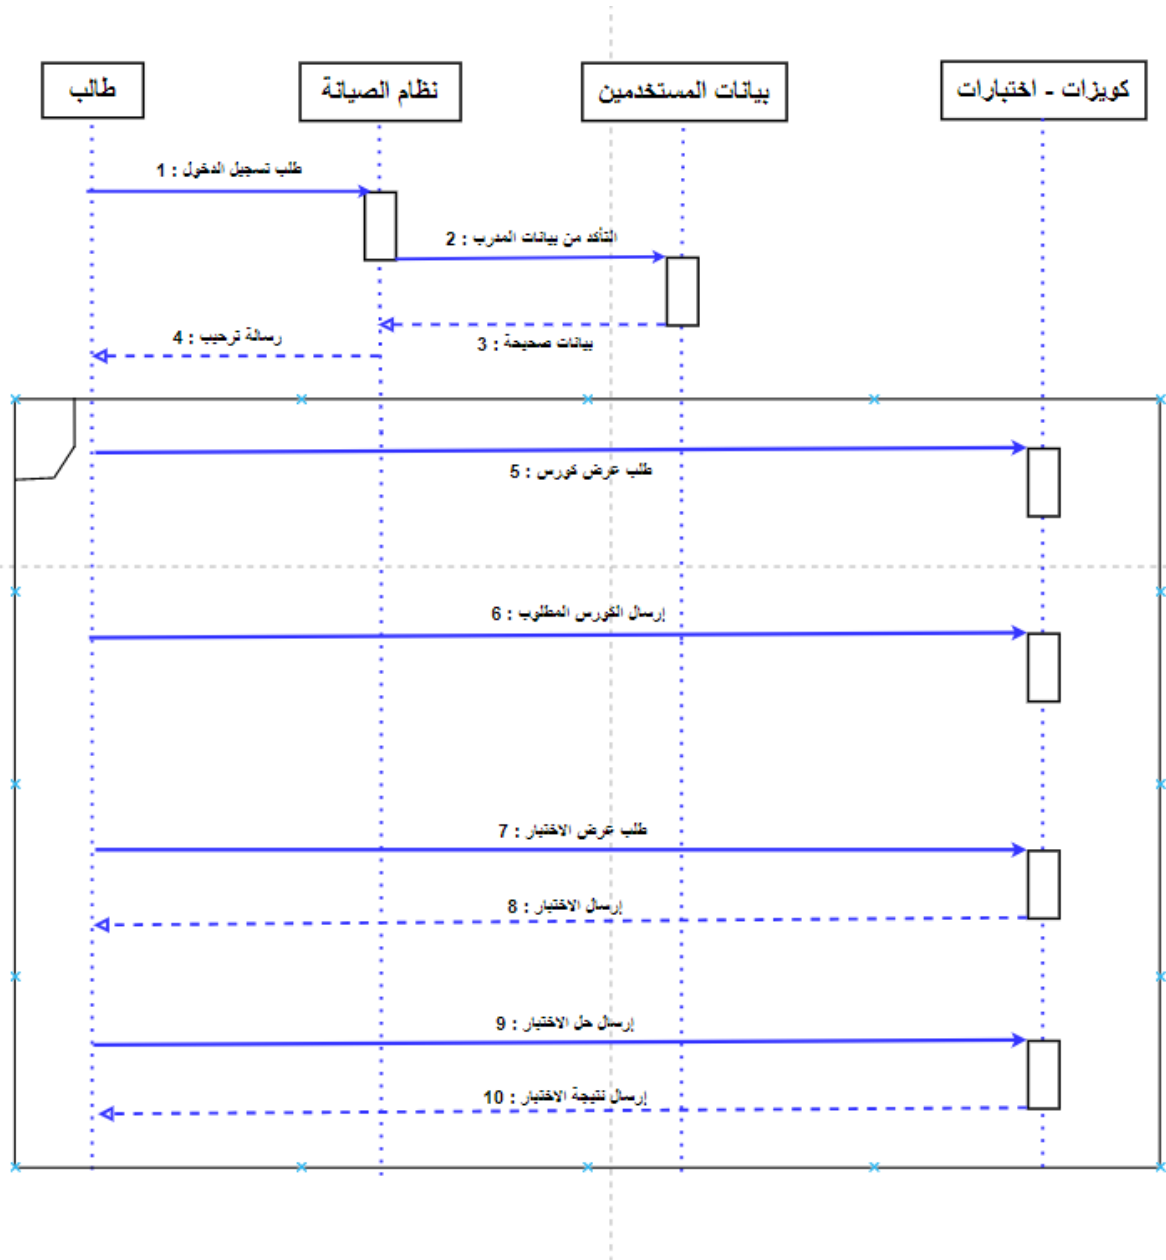 طالب
نظام الصيانة
بيانات المستخدمين
كويزات - اختبارات
1 : طلب تسجيل الدخول
2 : التأكد من بيانات المدرب
3 : بيانات صحيحة
4 : رسالة ترحيب
5 : طلب عرض كورس
6 : إرسال الكورس المطلوب
7 : طلب عرض الاختبار
8 : إرسال الاختبار
9 : إرسال حل الاختبار
10 : إرسال نتيجة الاختبار